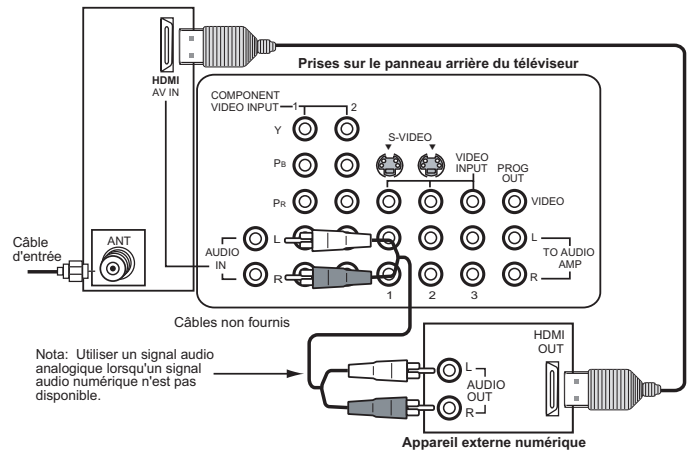 HDMI
AV IN
Prises sur le panneau arrière du téléviseur
COMPONENT
VIDEO INPUT 1 2
Y
S-VIDEO
PB
VIDEO
INPUT
PROG
OUT
PR
VIDEO
Câble
d'entrée
ANT
AUDIO
IN
L
R
L
TO AUDIO
AMP
R
1 2 3
Câbles non fournis
Nota: Utiliser un signal audio
analogique lorsqu'un signal
audio numérique n'est pas
disponible.
HDMI
OUT
L
AUDIO
OUT
R
Appareil externe numérique